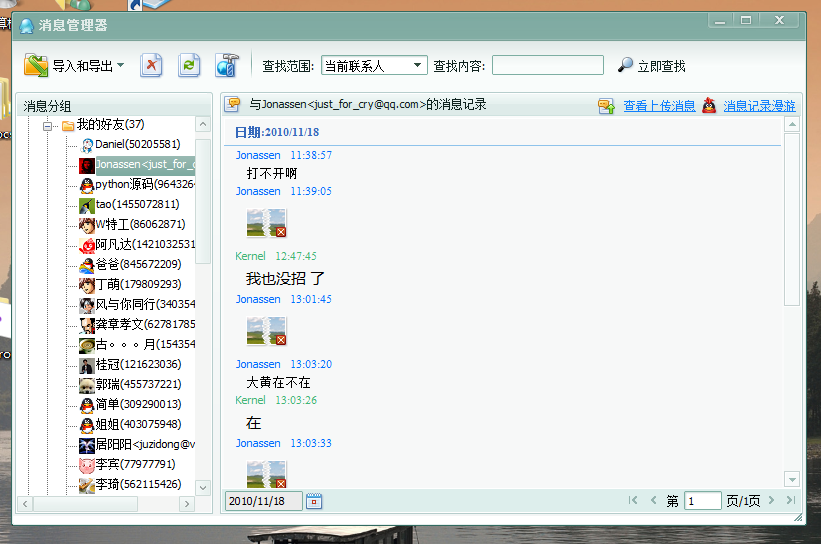 消息管理器
导入和导出 查找范围: 当前联系人 查找内容: 立即查找
消息分组
我的好友(37)
Daniel(50205581)
Jonassen<just_for_c
python源码(964326
tao(1455072811)
W特工(86062871)
阿凡达(1421032531
爸爸(845672209)
丁萌(179809293)
风与你同行(340354
龚章孝文(62781785
古。。。月(154354
桂冠(121623036)
郭瑞(455737221)
简单(309290013)
姐姐(403075948)
居阳阳<juzidong@v
李宾(77977791)
李琦(562115426)
与Jonassen<just_for_cry@qq.com>的消息记录 查看上传消息 消息记录漫游
日期:2010/11/18
Jonassen 11:38:57
打不开啊
Jonassen 11:39:05
Kernel 12:47:45
我也没招 了
Jonassen 13:01:45
Jonassen 13:03:20
大黄在不在
Kernel 13:03:26
在
Jonassen 13:03:33
2010/11/18 第 1 页/1页